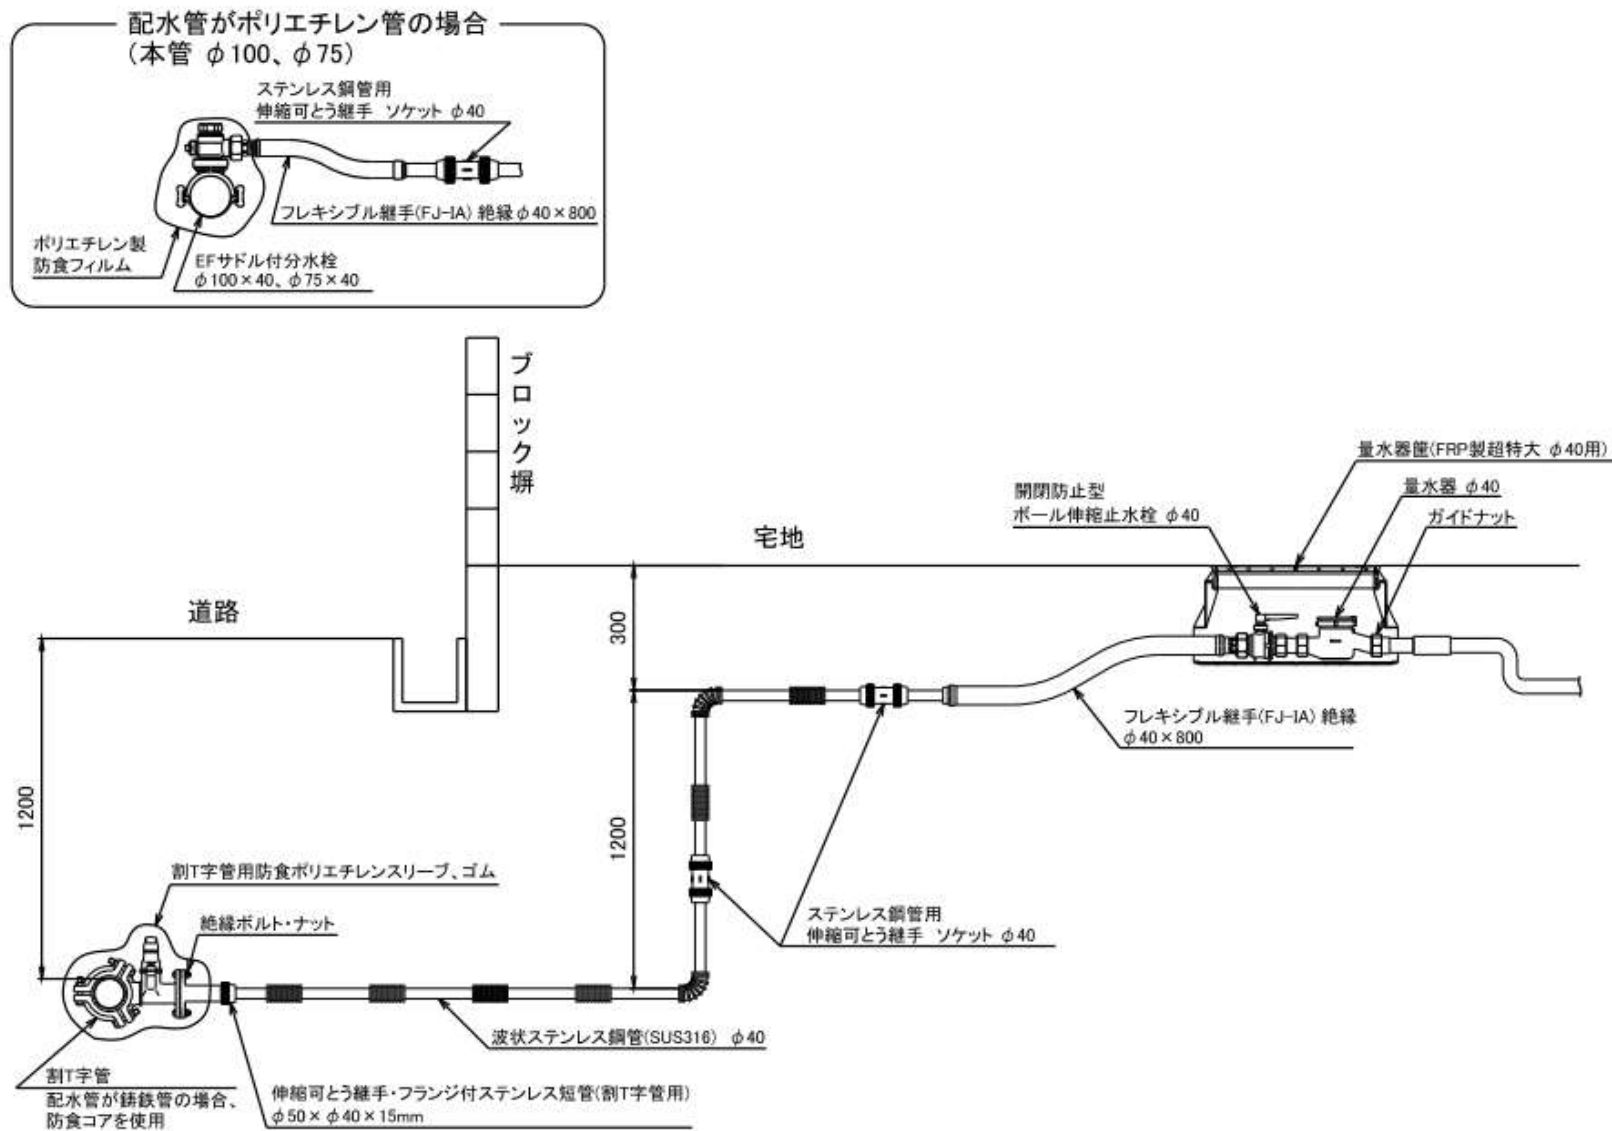 配水管がポリエチレン管の場合
(本管 φ100、φ75)
ステンレス鋼管用
伸縮可とう継手 ソケット φ40
フレキシブル継手(FJ-IA) 絶縁φ40×800
ポリエチレン製
防食フィルム
EFサドル付分水栓
φ100×40、φ75×40
ブロック塀
量水器筐(FRP製超特大 φ40用)
開閉防止型
ボール伸縮止水栓 φ40
量水器 φ40
ガイドナット
宅地
道路
300
1200
1200
フレキシブル継手(FJ-IA) 絶縁
φ40×800
割T字管用防食ポリエチレンスリーブ、ゴム
絶縁ボルト・ナット
ステンレス鋼管用
伸縮可とう継手 ソケット φ40
波状ステンレス鋼管(SUS316) φ40
割T字管
配水管が鋳鉄管の場合、
防食コアを使用
伸縮可とう継手・フランジ付ステンレス短管(割T字管用)
φ50×φ40×15mm